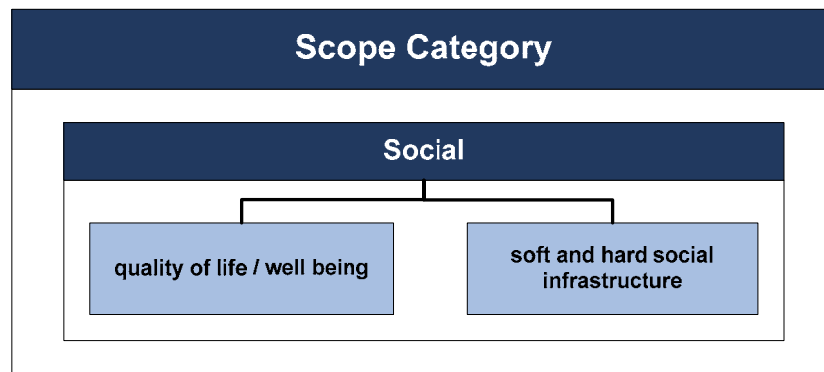 Scope Category
Social
quality of life / well being
soft and hard social
infrastructure